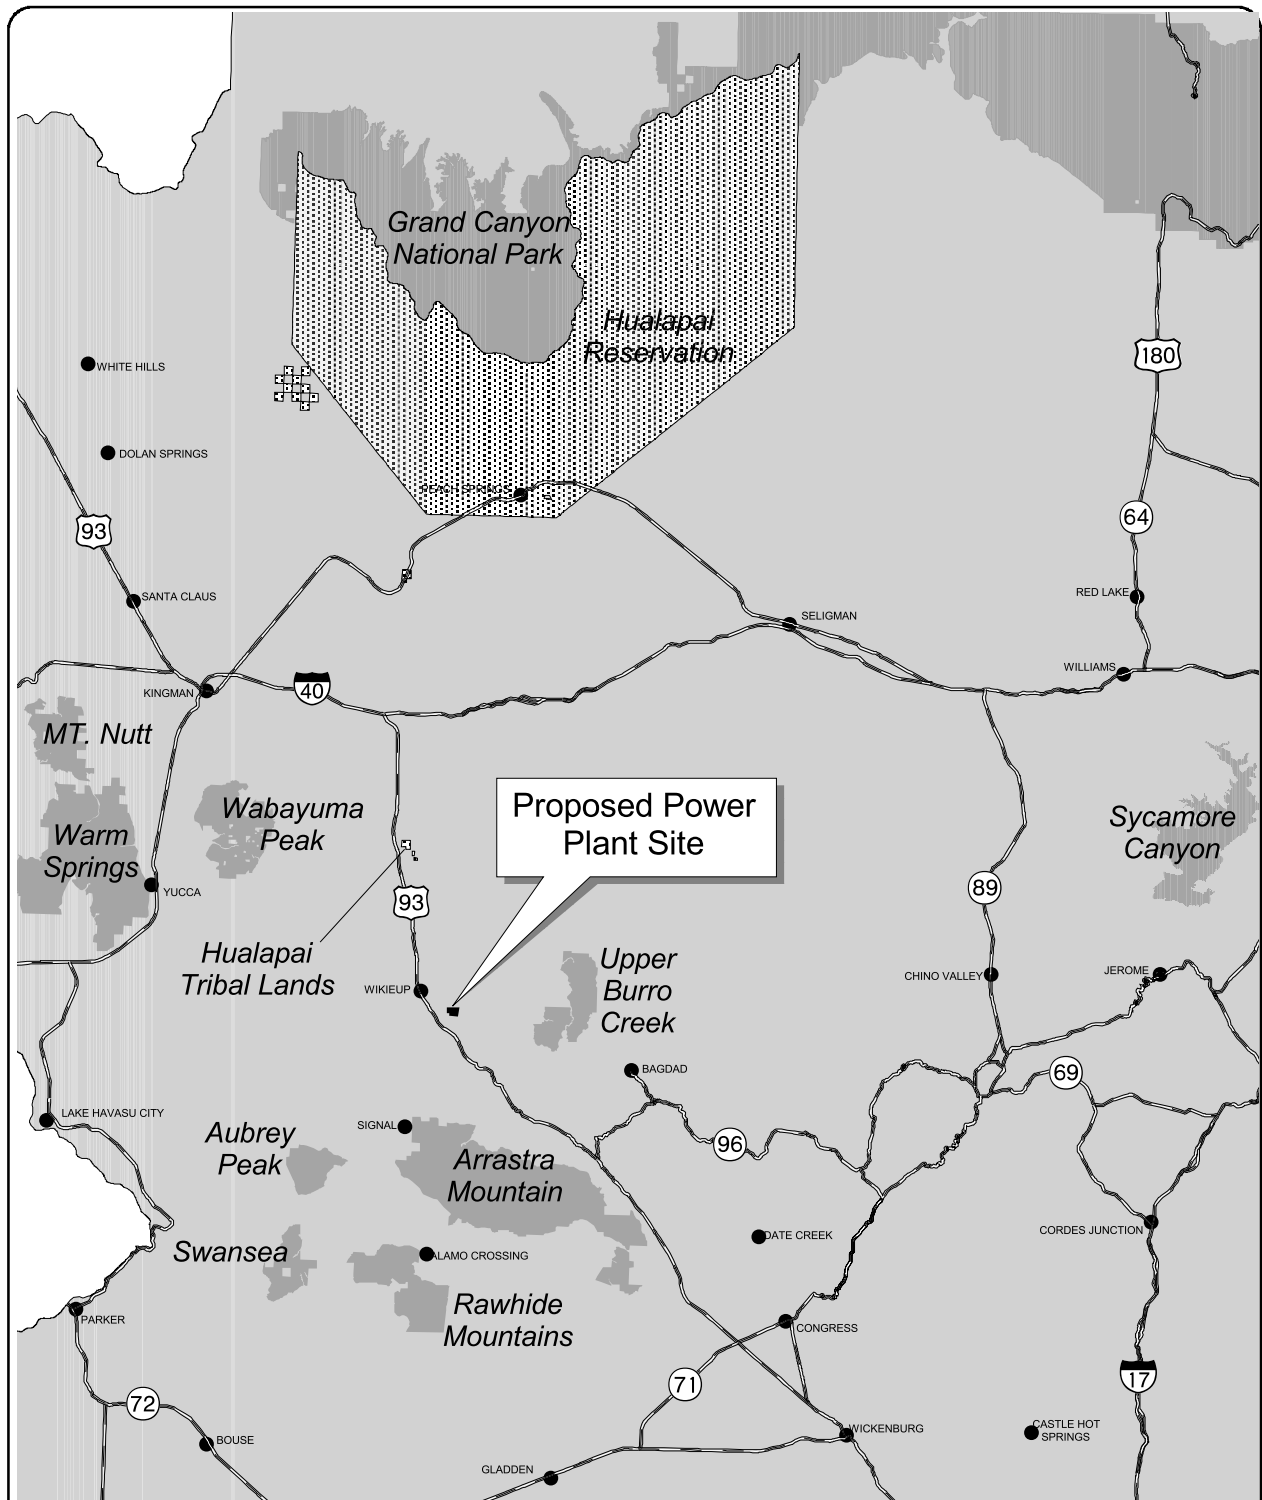 Grand Canyon
National Park
Hualapai
Reservation
WHITE HILLS
180
DOLAN SPRINGS
PEACH SPRINGS
93
64
SANTA CLAUS
RED LAKE
SELIGMAN
WILLIAMS
KINGMAN
40
MT. Nutt
Wabayuma
Peak
Proposed Power
Plant Site
Sycamore
Canyon
Warm
Springs
YUCCA
93
89
Hualapai
Tribal Lands
Upper
Burro
Creek
WIKIEUP
CHINO VALLEY
JEROME
BAGDAD
69
LAKE HAVASU CITY
SIGNAL
Aubrey
Peak
96
Arrastra
Mountain
Swansea
DATE CREEK
CORDES JUNCTION
ALAMO CROSSING
Rawhide
Mountains
PARKER
CONGRESS
71
17
72
BOUSE
WICKENBURG
CASTLE HOT
SPRINGS
GLADDEN